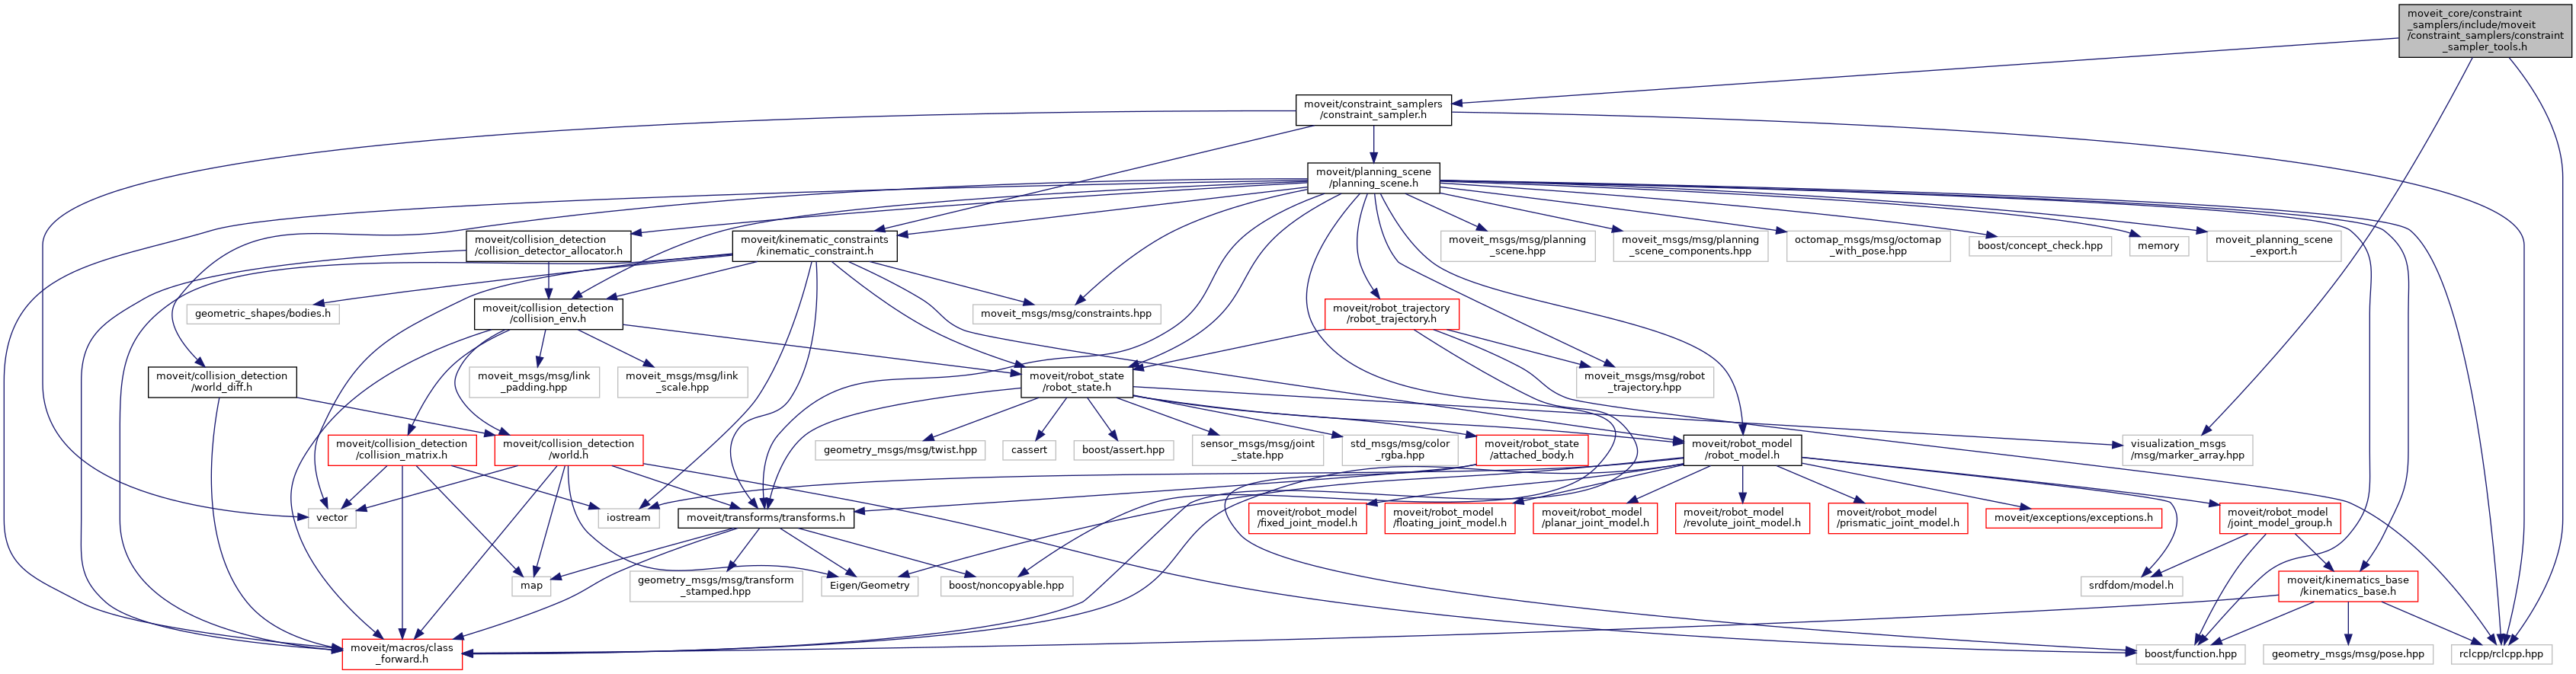 moveit_core/constraint
_samplers/include/moveit
/constraint_samplers/constraint
_sampler_tools.h
moveit/constraint_samplers
/constraint_sampler.h
moveit/planning_scene
/planning_scene.h
moveit/collision_detection
/collision_detector_allocator.h
moveit/kinematic_constraints
/kinematic_constraint.h
moveit_msgs/msg/planning
_scene.hpp
moveit_msgs/msg/planning
_scene_components.hpp
octomap_msgs/msg/octomap
_with_pose.hpp
boost/concept_check.hpp
memory
moveit_planning_scene
_export.h
geometric_shapes/bodies.h
moveit/collision_detection
/collision_env.h
moveit_msgs/msg/constraints.hpp
moveit/robot_trajectory
/robot_trajectory.h
moveit/collision_detection
/world_diff.h
moveit_msgs/msg/link
_padding.hpp
moveit_msgs/msg/link
_scale.hpp
moveit/robot_state
/robot_state.h
moveit_msgs/msg/robot
_trajectory.hpp
moveit/collision_detection
/collision_matrix.h
moveit/collision_detection
/world.h
geometry_msgs/msg/twist.hpp
cassert
boost/assert.hpp
sensor_msgs/msg/joint
_state.hpp
std_msgs/msg/color
_rgba.hpp
moveit/robot_state
/attached_body.h
moveit/robot_model
/robot_model.h
visualization_msgs
/msg/marker_array.hpp
vector
iostream
moveit/transforms/transforms.h
moveit/robot_model
/fixed_joint_model.h
moveit/robot_model
/floating_joint_model.h
moveit/robot_model
/planar_joint_model.h
moveit/robot_model
/revolute_joint_model.h
moveit/robot_model
/prismatic_joint_model.h
moveit/exceptions/exceptions.h
moveit/robot_model
/joint_model_group.h
map
geometry_msgs/msg/transform
_stamped.hpp
Eigen/Geometry
boost/noncopyable.hpp
srdfdom/model.h
moveit/kinematics_base
/kinematics_base.h
moveit/macros/class
_forward.h
boost/function.hpp
geometry_msgs/msg/pose.hpp
rclcpp/rclcpp.hpp